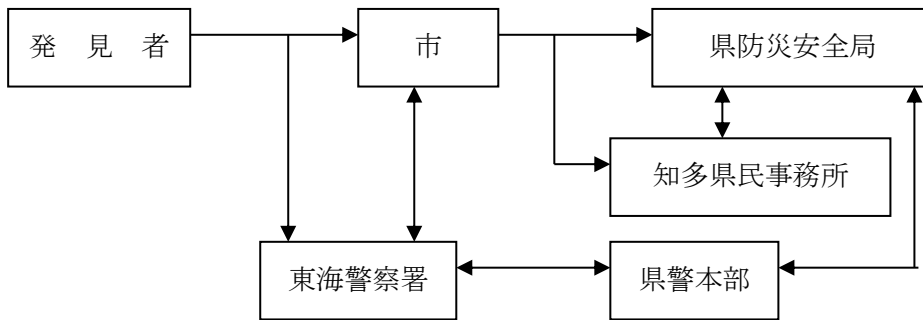 発　見　者
市
県防災安全局
知多県民事務所
東海警察署
県警本部